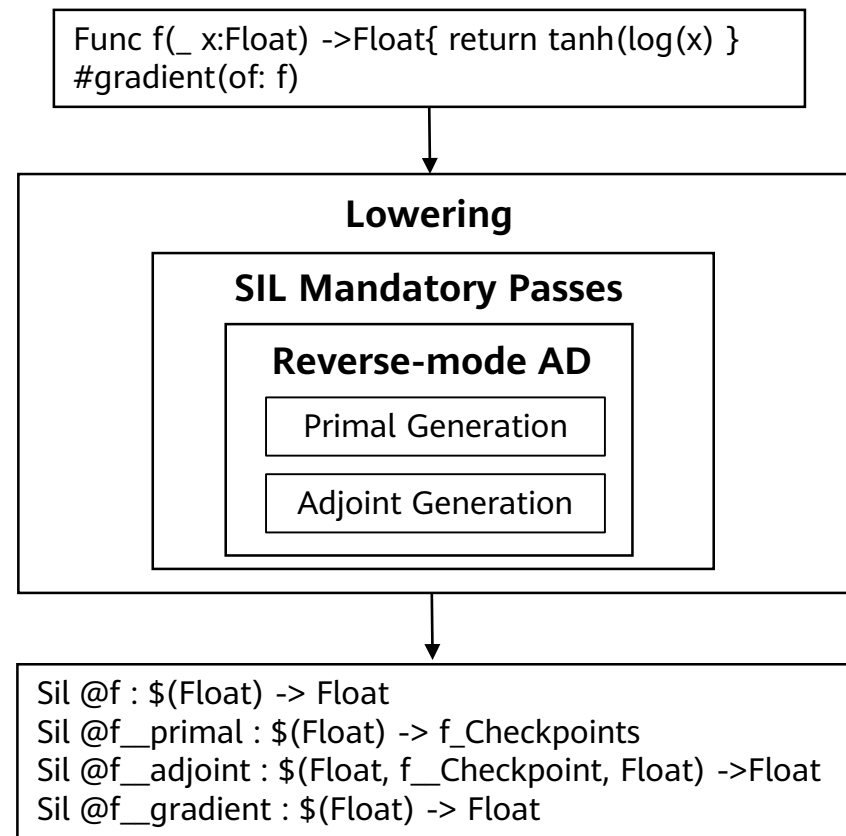 Func f(_ x:Float) ->Float{ return tanh(log(x) }
#gradient(of: f)
Lowering
SIL Mandatory Passes
Reverse-mode AD
Primal Generation
Adjoint Generation
Sil @f : $(Float) -> Float
Sil @f__primal : $(Float) -> f_Checkpoints
Sil @f__adjoint : $(Float, f__Checkpoint, Float) ->Float
Sil @f__gradient : $(Float) -> Float